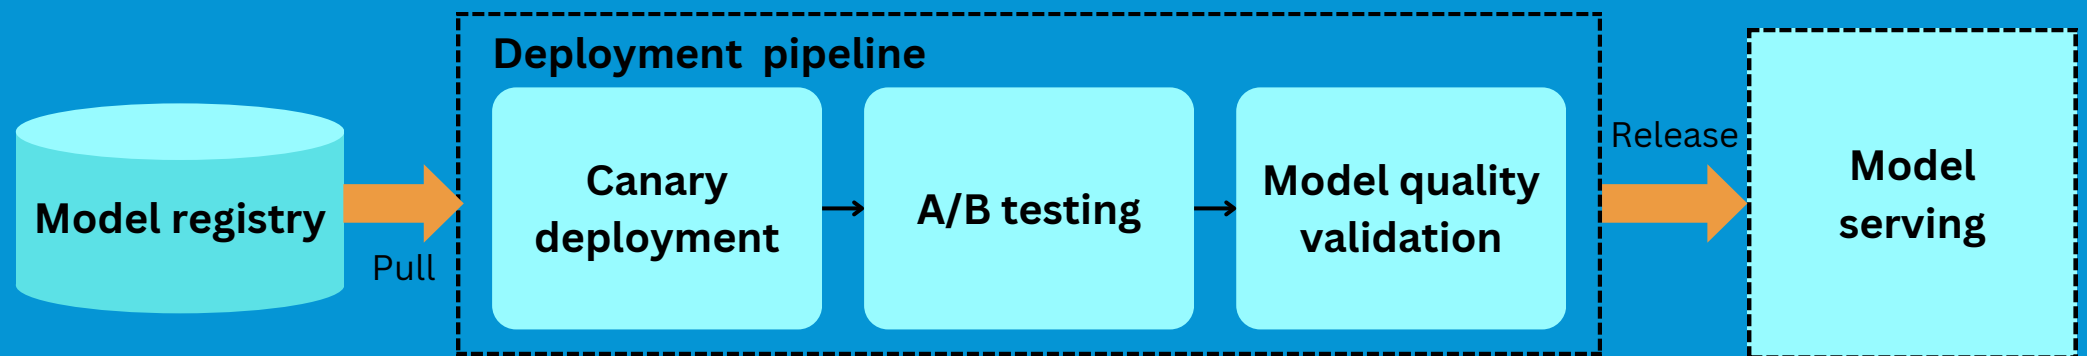 Deployment pipeline
Model registry
Pull
Canary
deployment
A/B testing
Model quality
validation
Release
Model
serving